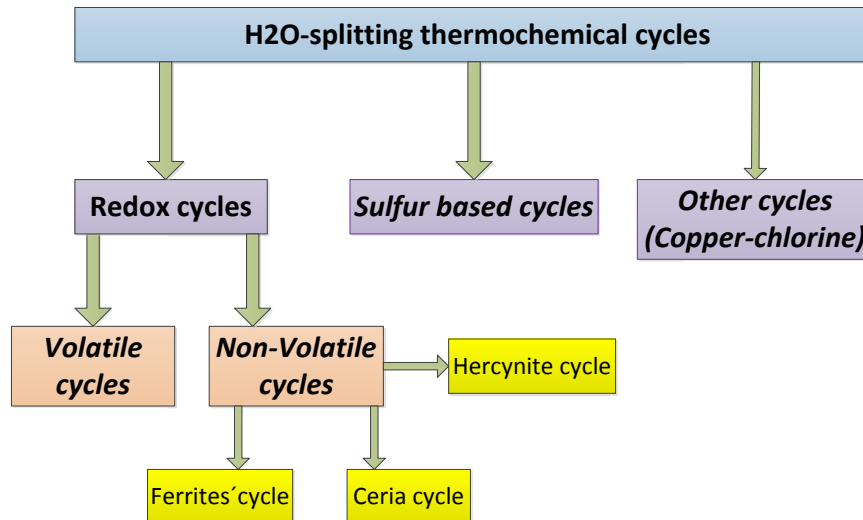 H2O-splitting thermochemical cycles
Redox cycles
Sulfur based cycles
Other cycles
(Copper-chlorine)
Volatile
cycles
Non-Volatile
cycles
Hercynite cycle
Ferrites´cycle
Ceria cycle